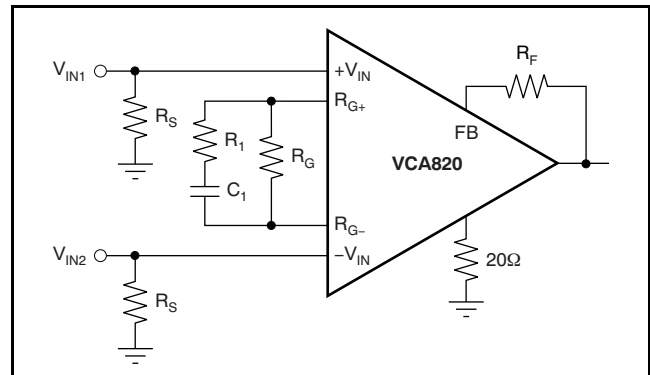 V_IN1
+V_IN
R_F
R_S
R_G+
R_1
R_G
FB
C_1
VCA820
R_G−
V_IN2
−V_IN
20Ω
R_S